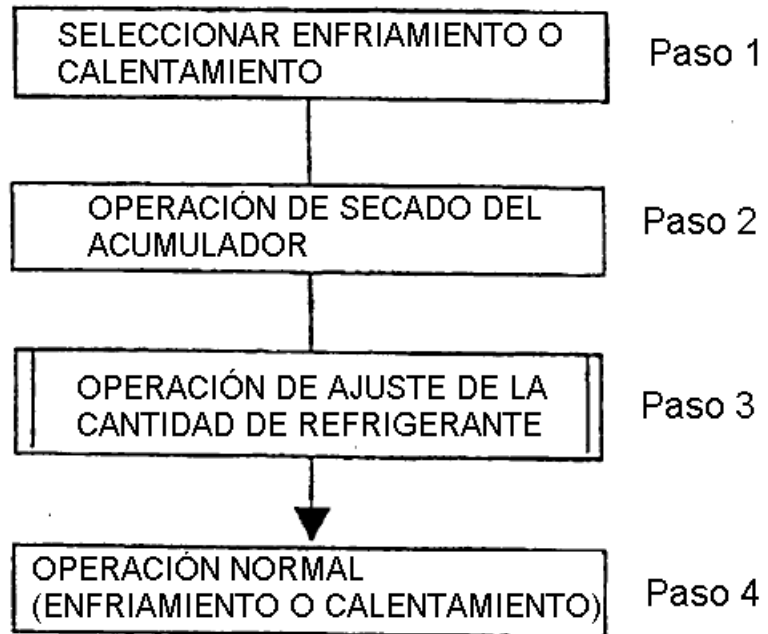 SELECCIONAR ENFRIAMIENTO O
CALENTAMIENTO
Paso 1
OPERACIÓN DE SECADO DEL
ACUMULADOR
Paso 2
OPERACIÓN DE AJUSTE DE LA
CANTIDAD DE REFRIGERANTE
Paso 3
OPERACIÓN NORMAL
(ENFRIAMIENTO O CALENTAMIENTO)
Paso 4